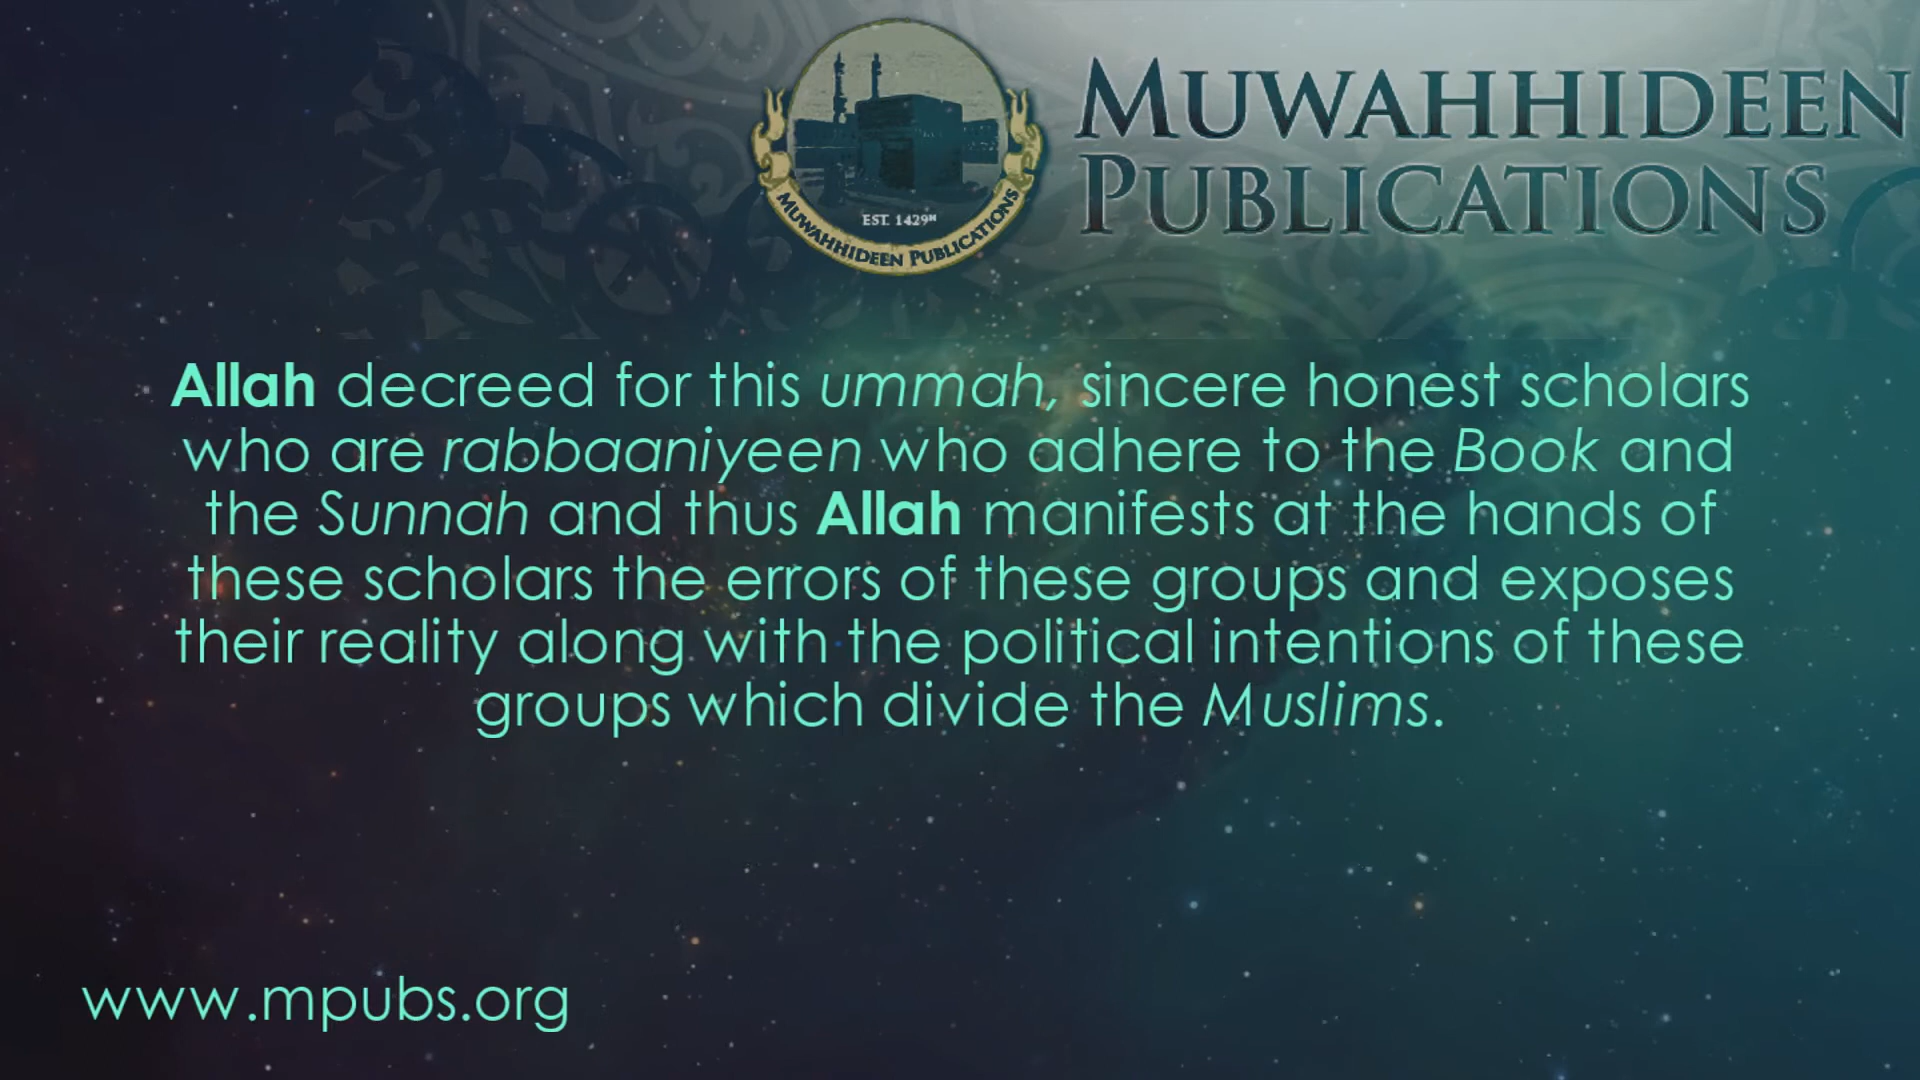 MUWAHHIDEEN
PUBLICATIONS
EST. 1429H
MUWAHHIDEEN PUBLICATIONS
Allah decreed for this ummah, sincere honest scholars
who are rabbaaniyeen who adhere to the Book and
the Sunnah and thus Allah manifests at the hands of
these scholars the errors of these groups and exposes
their reality along with the political intentions of these
groups which divide the Muslims.
www.mpubs.org